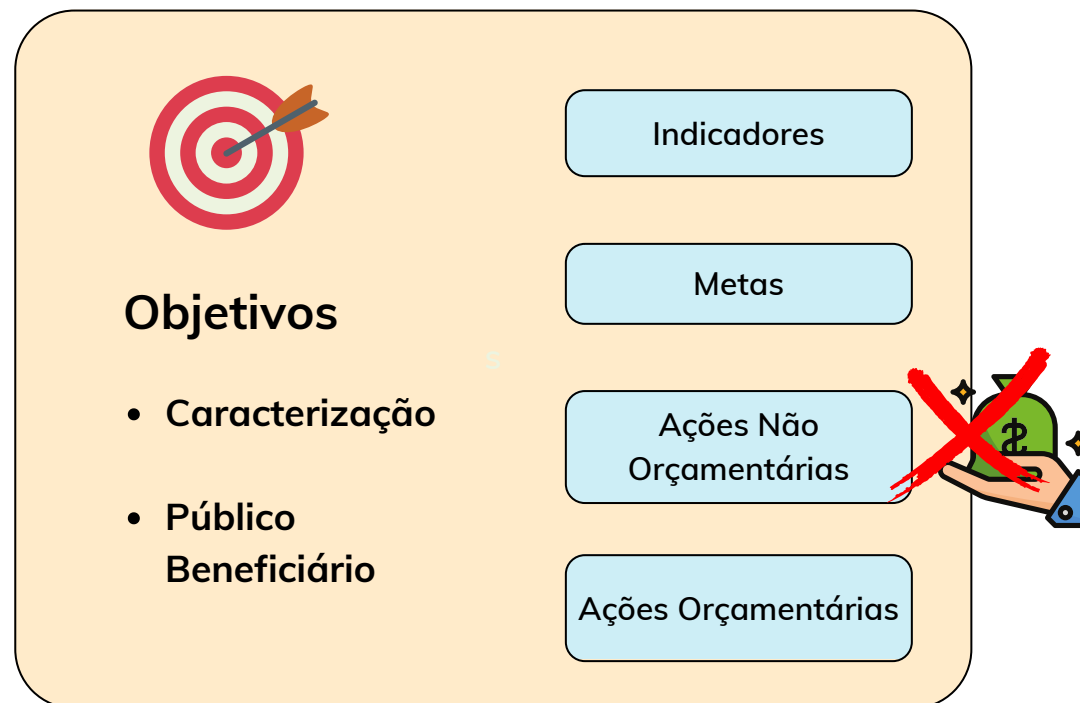 Objetivos
• Caracterização
• Público
Beneficiário
Indicadores
Metas
Ações Não
Orçamentárias
Ações Orçamentárias